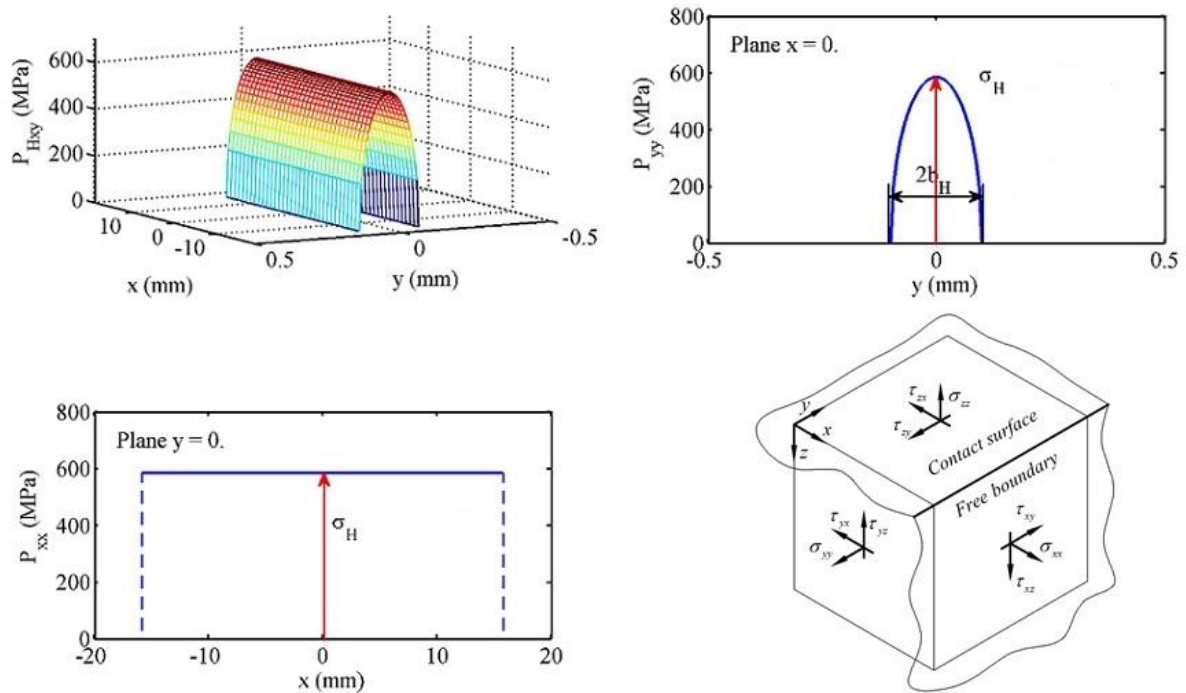 P_Hxy (MPa)
600
400
200
0
10
0
-10
x (mm)
0.5
0
-0.5
y (mm)
800
600
400
200
0
P_yy (MPa)
Plane x = 0.
σ_H
2b_H
-0.5
0
0.5
y (mm)
800
600
400
200
0
P_xx (MPa)
Plane y = 0.
σ_H
-20
-10
0
10
20
x (mm)
y
x
z
τ_zx
σ_zz
τ_zy
Contact surface
Free boundary
τ_yx
τ_yz
σ_yy
τ_xy
σ_xx
τ_xz